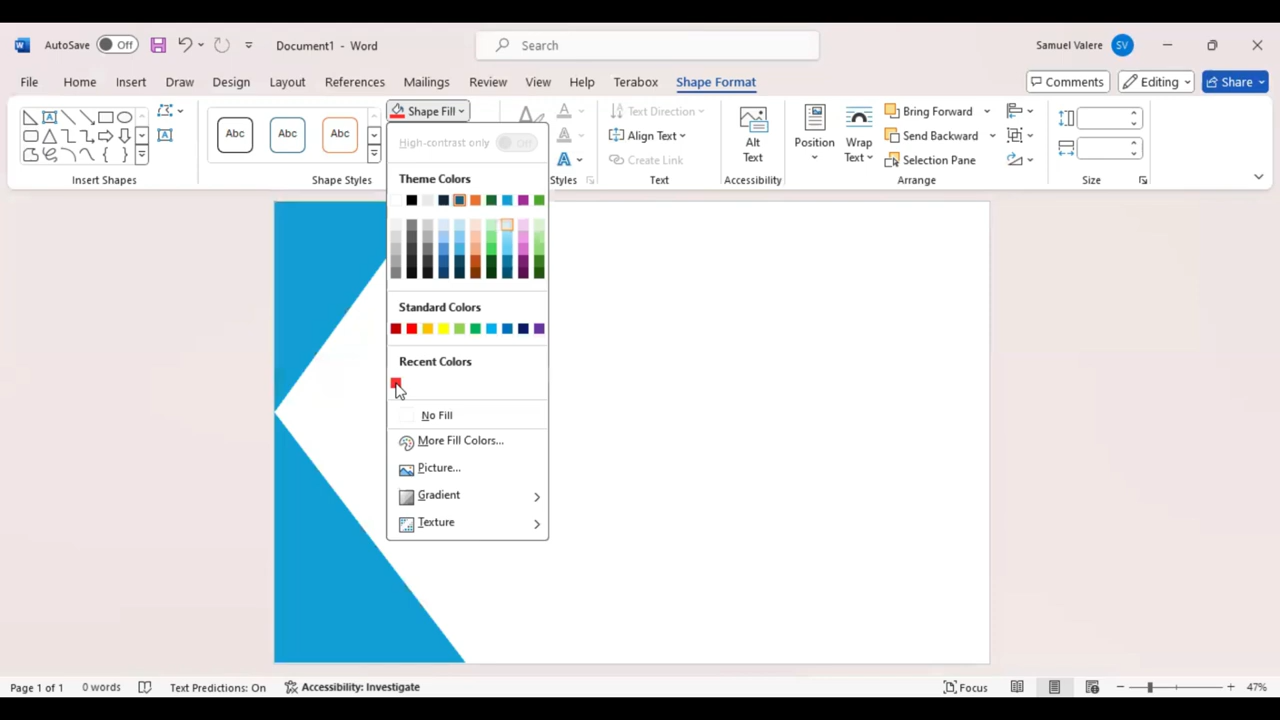 AutoSave Off Document1 - Word Search Samuel Valere SV
File Home Insert Draw Design Layout References Mailings Review View Help Terabox Shape Format Comments Editing Share
Abc Abc Abc Shape Fill Text Direction Bring Forward
Align Text Alt Text Position Wrap Text Send Backward
Create Link Selection Pane
Insert Shapes Shape Styles Styles Text Accessibility Arrange Size
High-contrast only Off
Theme Colors
Standard Colors
Recent Colors
No Fill
More Fill Colors...
Picture...
Gradient
Texture
Page 1 of 1 0 words Text Predictions: On Accessibility: Investigate Focus 47%